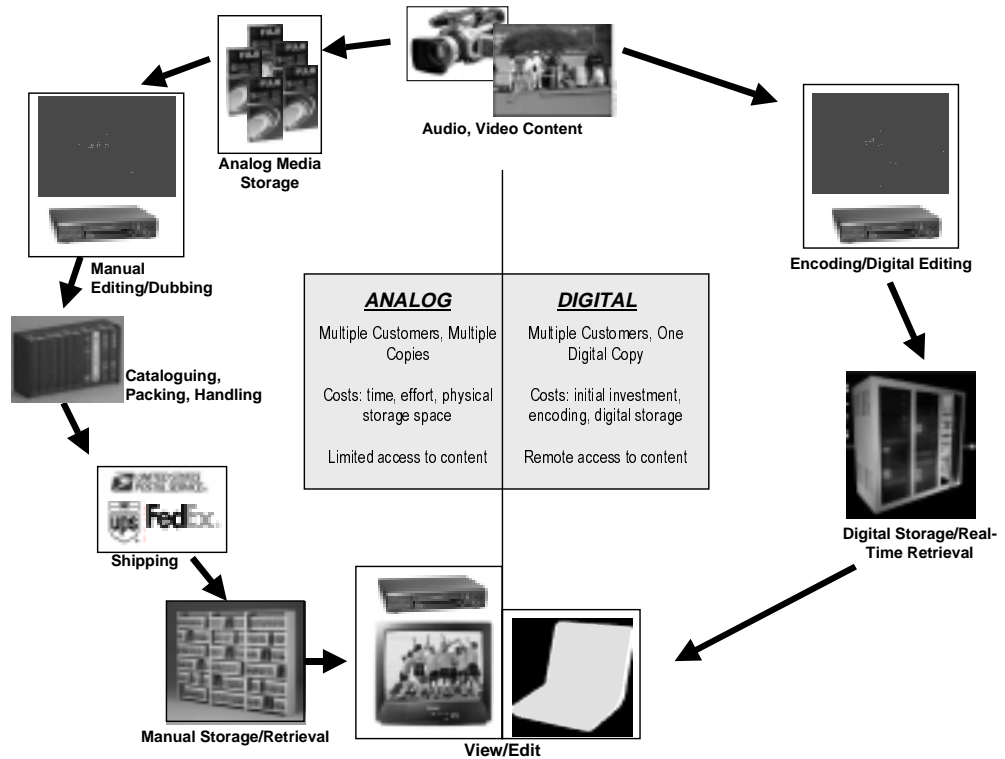 Audio, Video Content
Analog Media
Storage
Manual
Editing/Dubbing
Cataloguing,
Packing, Handling
UNITED STATES
POSTAL SERVICE
ups
FedEx.
Shipping
Manual Storage/Retrieval
ANALOG
Multiple Customers, Multiple
Copies
Costs: time, effort, physical
storage space
Limited access to content
DIGITAL
Multiple Customers, One
Digital Copy
Costs: initial investment,
encoding, digital storage
Remote access to content
Encoding/Digital Editing
Digital Storage/Real-
Time Retrieval
View/Edit